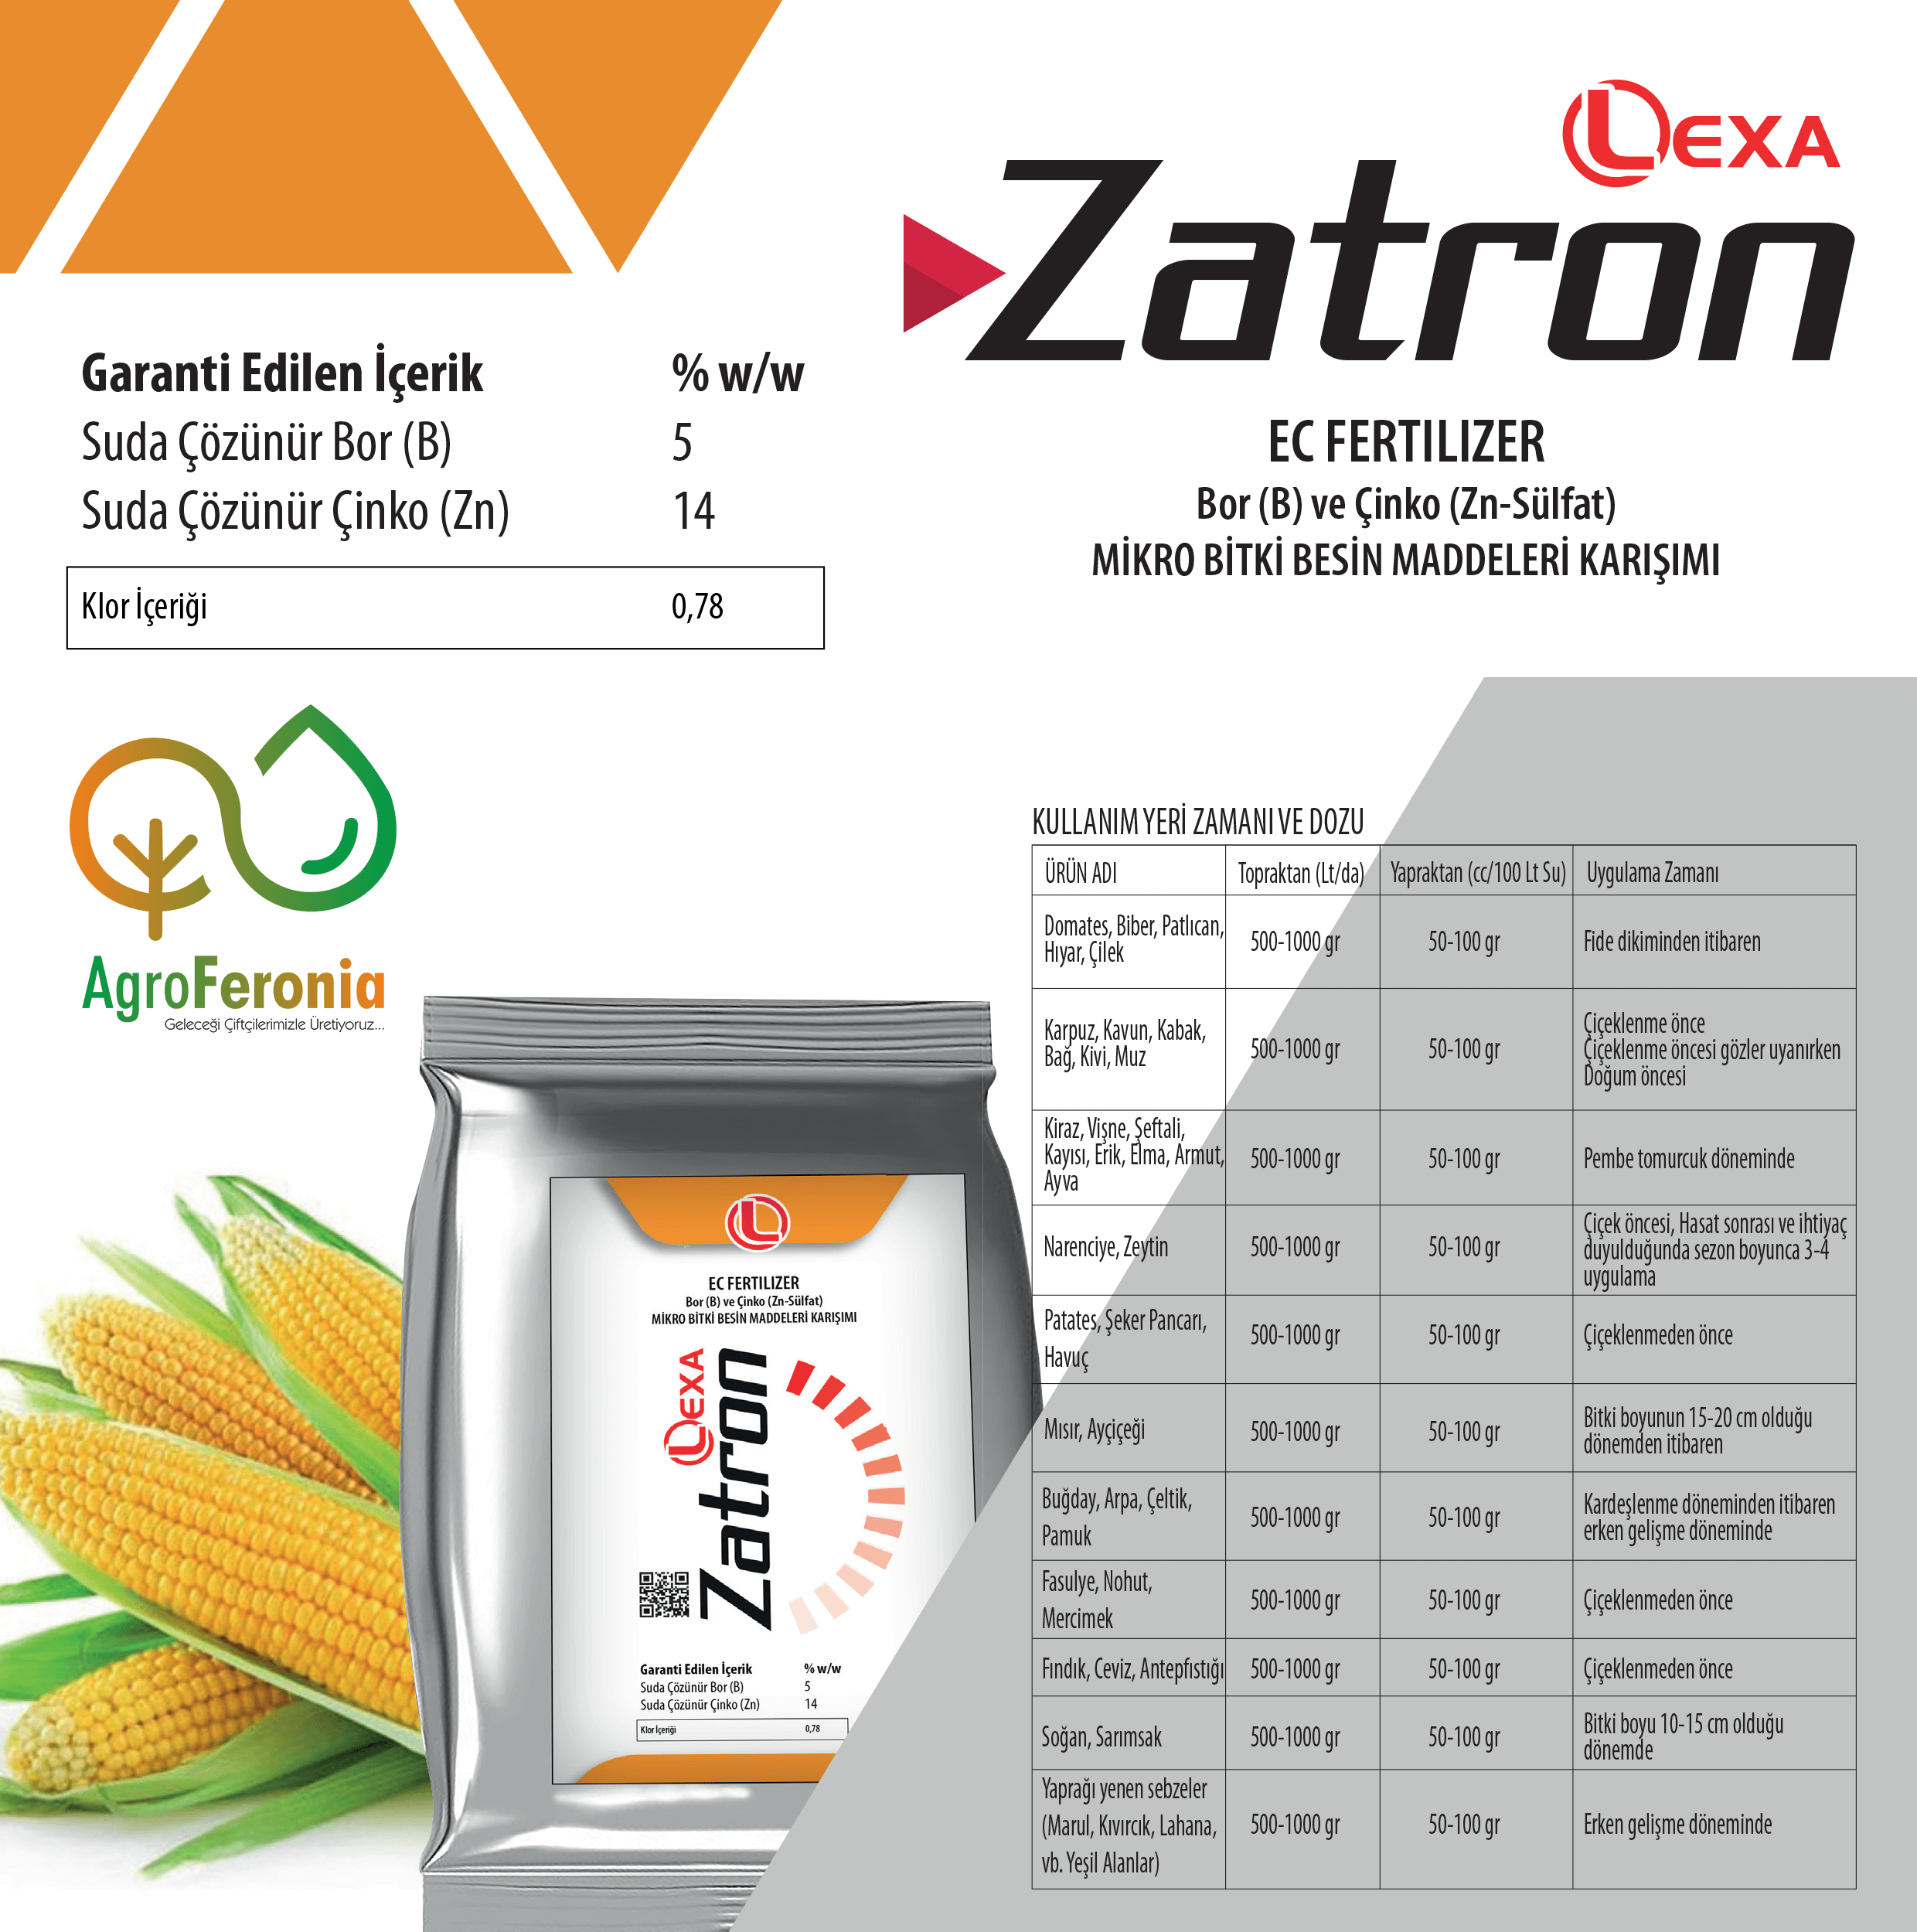 LEXA
Zatron
EC FERTILIZER
Bor (B) ve Çinko (Zn-Sülfat)
MİKRO BİTKİ BESİN MADDELERİ KARIŞIMI
Garanti Edilen İçerik % w/w
Suda Çözünür Bor (B) 5
Suda Çözünür Çinko (Zn) 14
Klor İçeriği 0,78
AgroFeronia
Geleceği Çiftçilerimizle Üretiyoruz...
EC FERTILIZER
Bor (B) ve Çinko (Zn-Sülfat)
MİKRO BİTKİ BESİN MADDELERİ KARIŞIMI
LEXA
Zatron
Garanti Edilen İçerik % w/w
Suda Çözünür Bor (B) 5
Suda Çözünür Çinko (Zn) 14
Klor İçeriği 0,78
KULLANIM YERİ ZAMANI VE DOZU
ÜRÜN ADI Topraktan (Lt/da) Yapraktan (cc/100 Lt Su) Uygulama Zamanı
Domates, Biber, Patlıcan,
Hıyar, Çilek 500-1000 gr 50-100 gr Fide dikiminden itibaren
Karpuz, Kavun, Kabak,
Bağ, Kivi, Muz 500-1000 gr 50-100 gr Çiçeklenme önce
Çiçeklenme öncesi gözler uyanırken
Doğum öncesi
Kiraz, Vişne, Şeftali,
Kayısı, Erik, Elma, Armut,
Ayva 500-1000 gr 50-100 gr Pembe tomurcuk döneminde
Narenciye, Zeytin 500-1000 gr 50-100 gr Çiçek öncesi, Hasat sonrası ve ihtiyaç
duyulduğunda sezon boyunca 3-4
uygulama
Patates, Şeker Pancarı,
Havuç 500-1000 gr 50-100 gr Çiçeklenmeden önce
Mısır, Ayçiçeği 500-1000 gr 50-100 gr Bitki boyunun 15-20 cm olduğu
dönemden itibaren
Buğday, Arpa, Çeltik,
Pamuk 500-1000 gr 50-100 gr Kardeşlenme döneminden itibaren
erken gelişme döneminde
Fasulye, Nohut,
Mercimek 500-1000 gr 50-100 gr Çiçeklenmeden önce
Fındık, Ceviz, Antepfıstığı 500-1000 gr 50-100 gr Çiçeklenmeden önce
Soğan, Sarımsak 500-1000 gr 50-100 gr Bitki boyu 10-15 cm olduğu
dönemde
Yaprağı yenen sebzeler
(Marul, Kıvırcık, Lahana,
vb. Yeşil Alanlar) 500-1000 gr 50-100 gr Erken gelişme döneminde